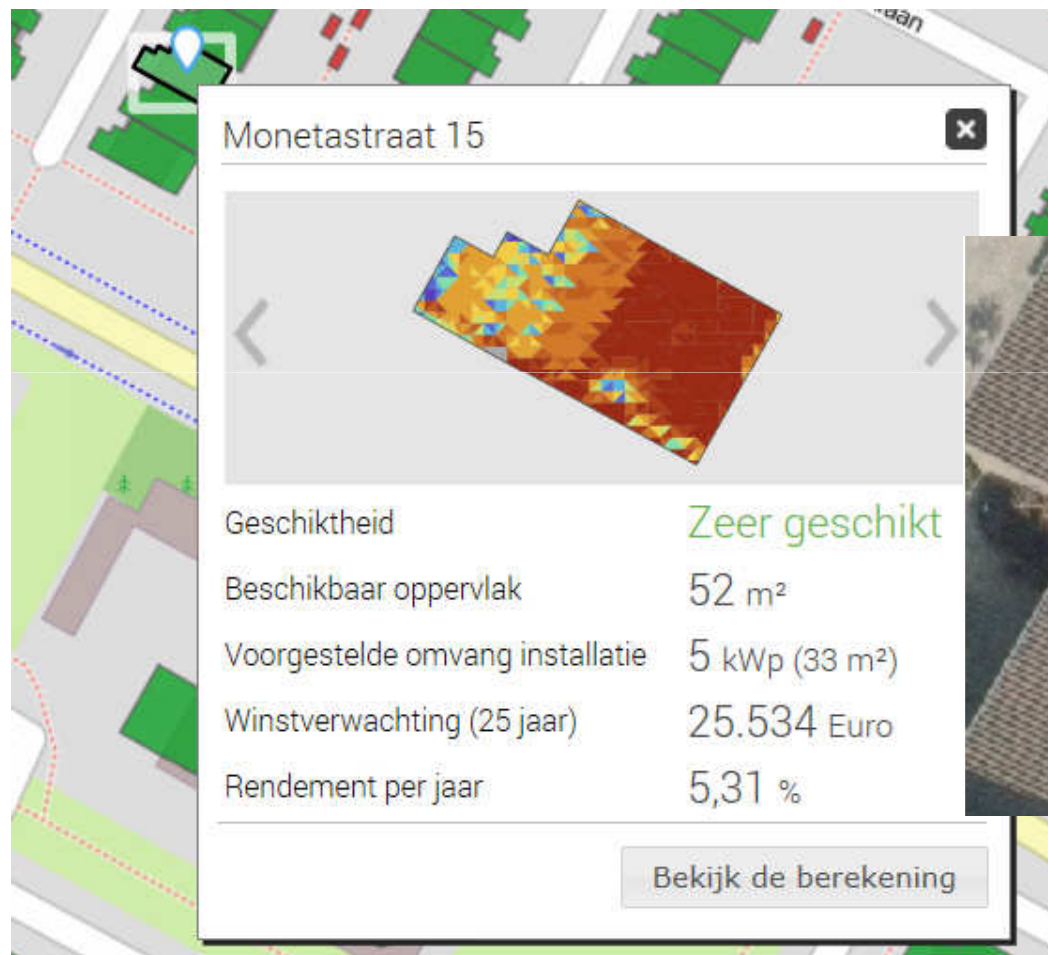 Monetastraat 15
Geschiktheid Zeer geschikt
Beschikbaar oppervlak 52 m²
Voorgestelde omvang installatie 5 kWp (33 m²)
Winstverwachting (25 jaar) 25.534 Euro
Rendement per jaar 5,31 %
Bekijk de berekening